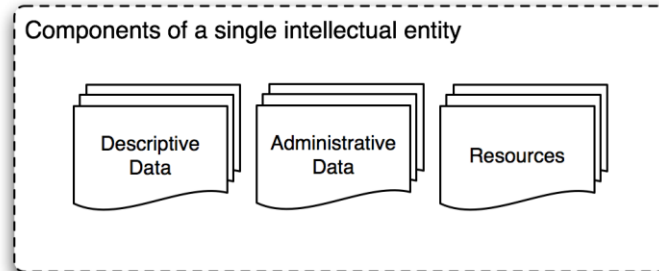 Components of a single intellectual entity
Descriptive
Data
Administrative
Data
Resources